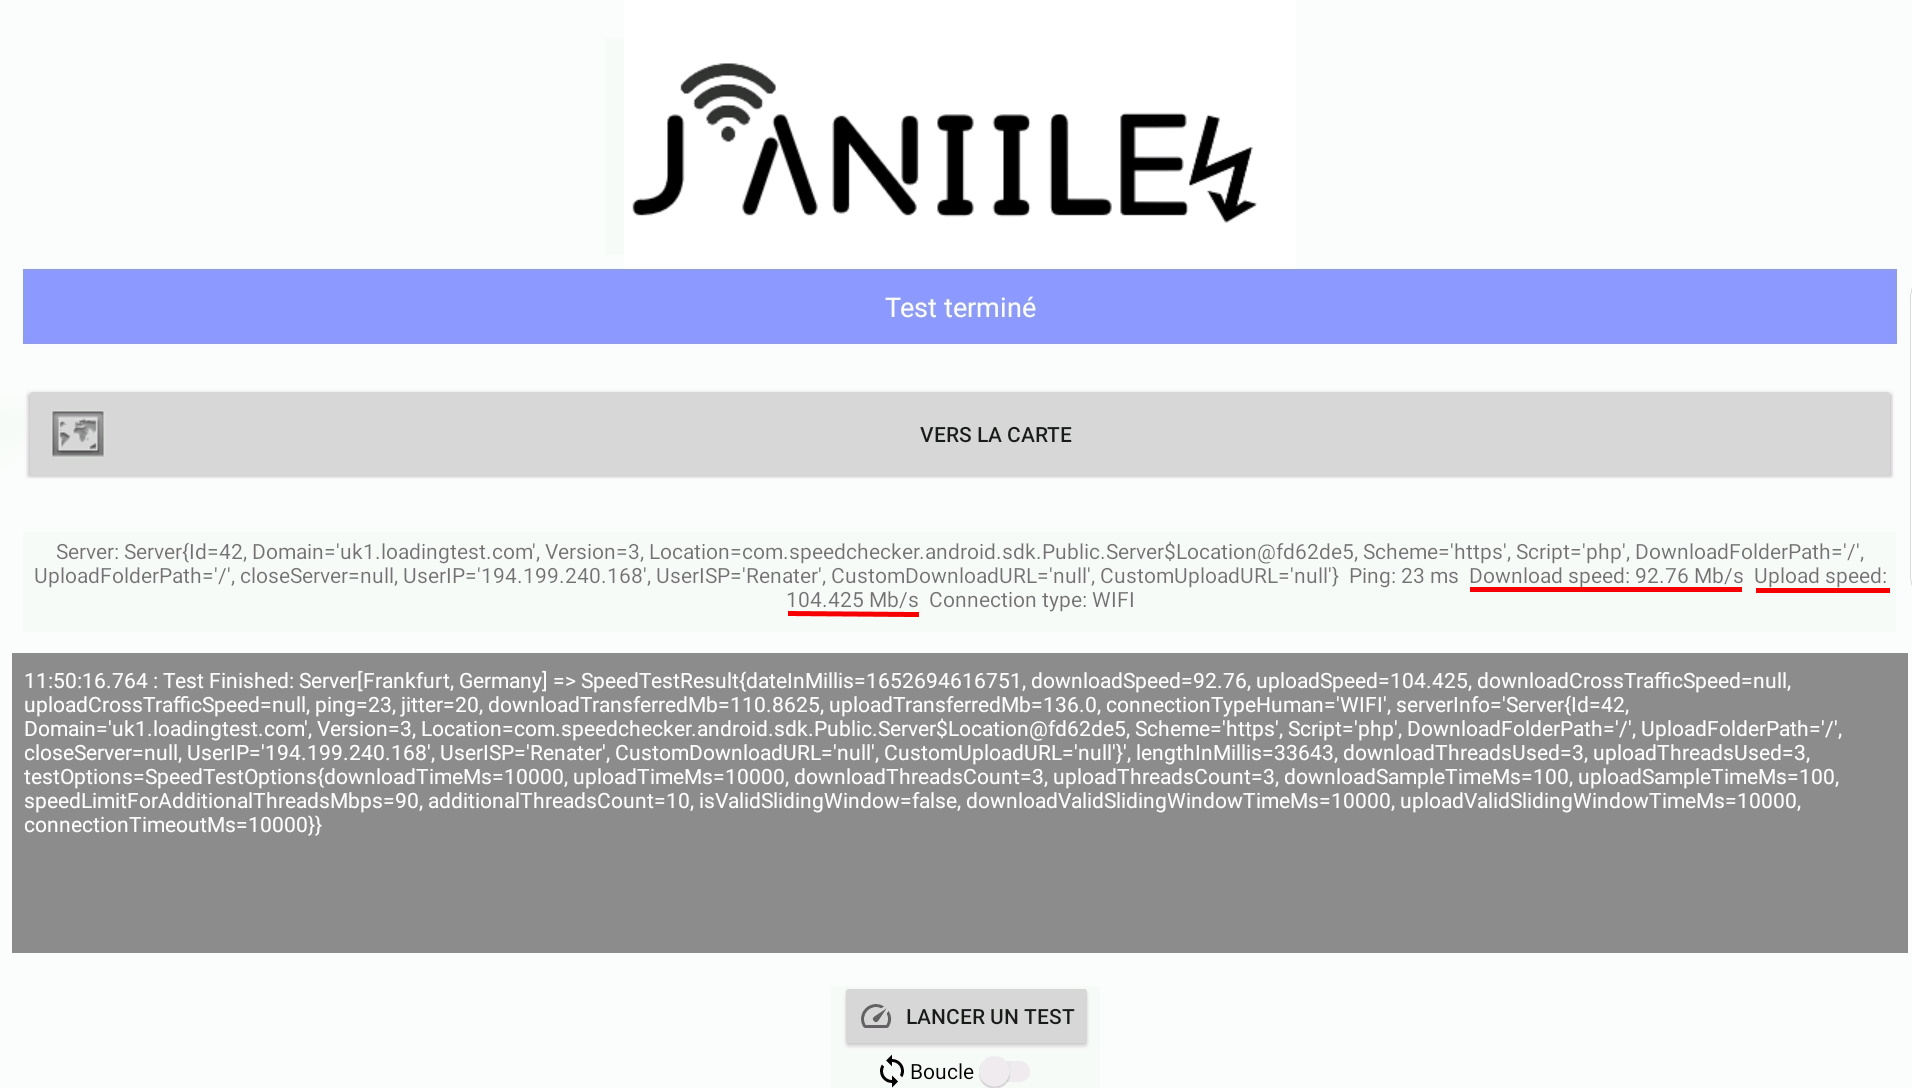 JANIILE
Test terminé
VERS LA CARTE
Server: Server{Id=42, Domain='uk1.loadingtest.com', Version=3, Location=com.speedchecker.android.sdk.Public.Server$Location@fd62de5, Scheme='https', Script='php', DownloadFolderPath='/',
UploadFolderPath='/', closeServer=null, UserIP='194.199.240.168', UserISP='Renater', CustomDownloadURL='null', CustomUploadURL='null'}  Ping: 23 ms  Download speed: 92.76 Mb/s  Upload speed:
104.425 Mb/s  Connection type: WIFI
11:50:16.764 : Test Finished: Server[Frankfurt, Germany] => SpeedTestResult{dateInMillis=1652694616751, downloadSpeed=92.76, uploadSpeed=104.425, downloadCrossTrafficSpeed=null,
uploadCrossTrafficSpeed=null, ping=23, jitter=20, downloadTransferredMb=110.8625, uploadTransferredMb=136.0, connectionTypeHuman='WIFI', serverInfo='Server{Id=42,
Domain='uk1.loadingtest.com', Version=3, Location=com.speedchecker.android.sdk.Public.Server$Location@fd62de5, Scheme='https', Script='php', DownloadFolderPath='/', UploadFolderPath='/',
closeServer=null, UserIP='194.199.240.168', UserISP='Renater', CustomDownloadURL='null', CustomUploadURL='null'}', lengthInMillis=33643, downloadThreadsUsed=3, uploadThreadsUsed=3,
testOptions=SpeedTestOptions{downloadTimeMs=10000, uploadTimeMs=10000, downloadThreadsCount=3, uploadThreadsCount=3, downloadSampleTimeMs=100, uploadSampleTimeMs=100,
speedLimitForAdditionalThreadsMbps=90, additionalThreadsCount=10, isValidSlidingWindow=false, downloadValidSlidingWindowTimeMs=10000, uploadValidSlidingWindowTimeMs=10000,
connectionTimeoutMs=10000}}
LANCER UN TEST
Boucle